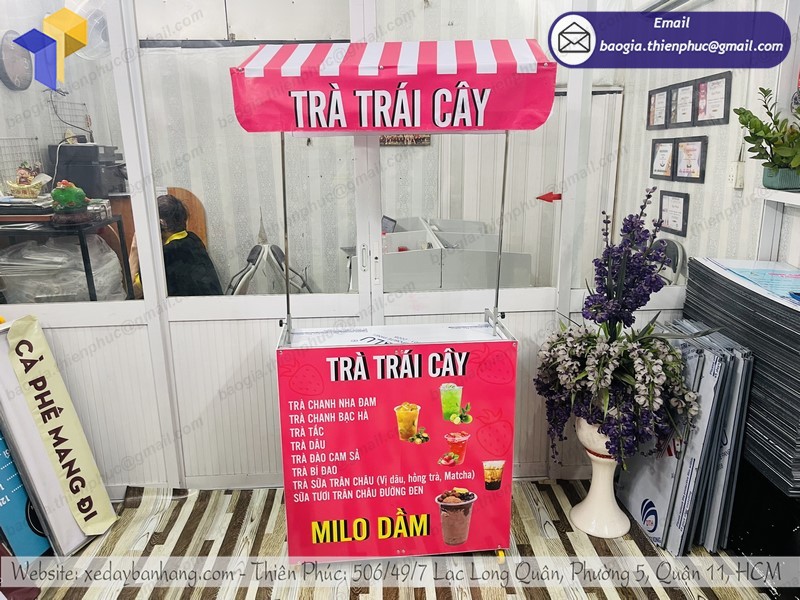 Email
baogia.thienphuc@gmail.com
TRÀ TRÁI CÂY
TRÀ TRÁI CÂY
TRÀ CHANH NHA ĐAM
TRÀ CHANH BẠC HÀ
TRÀ TẮC
TRÀ DÂU
TRÀ ĐÀO CAM SẢ
TRÀ BÍ ĐAO
TRÀ SỮA TRÂN CHÂU (Vị dâu, hồng trà, Matcha)
SỮA TƯƠI TRÂN CHÂU ĐƯỜNG ĐEN
MILO DẦM
CÀ PHÊ MANG ĐI
Website: xedaybanhang.com - Thiên Phúc: 506/49/7 Lạc Long Quân, Phường 5, Quận 11, HCM